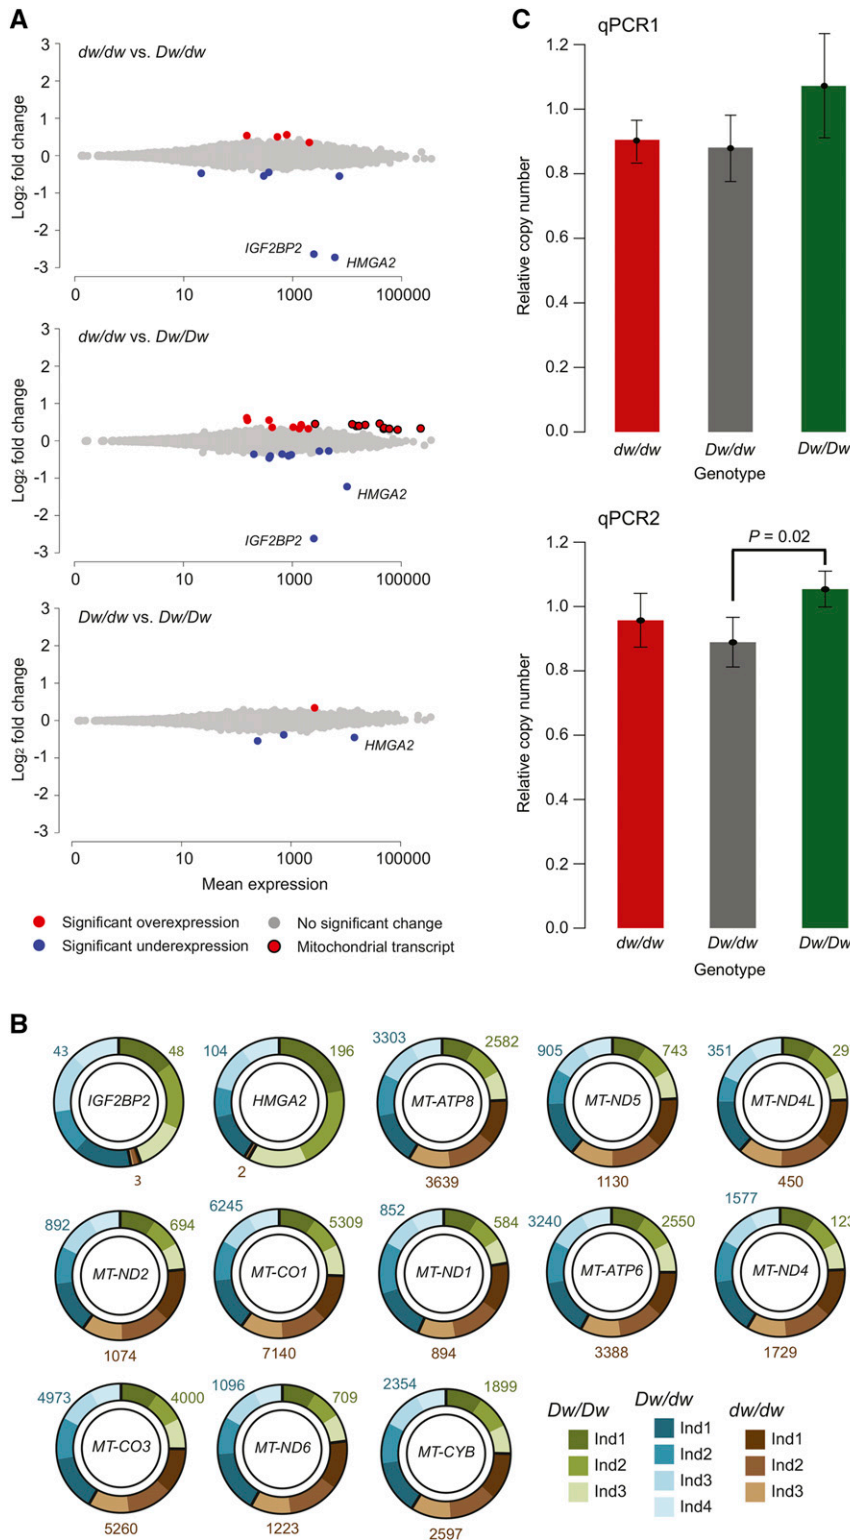 A
dw/dw vs. Dw/dw
Log2 fold change
3
2
1
0
-1
-2
-3
IGF2BP2
HMGA2
0
10
1000
100000
dw/dw vs. Dw/Dw
Log2 fold change
3
2
1
0
-1
-2
-3
HMGA2
IGF2BP2
0
10
1000
100000
Dw/dw vs. Dw/Dw
Log2 fold change
3
2
1
0
-1
-2
-3
HMGA2
0
10
1000
100000
Mean expression
Significant overexpression
No significant change
Significant underexpression
Mitochondrial transcript
C
qPCR1
Relative copy number
1.2
1.0
0.8
0.6
0.4
0.2
0.0
dw/dw
Dw/dw
Dw/Dw
Genotype
qPCR2
P = 0.02
Relative copy number
1.2
1.0
0.8
0.6
0.4
0.2
0.0
dw/dw
Dw/dw
Dw/Dw
Genotype
B
43
48
IGF2BP2
3
104
196
HMGA2
2
3303
2582
MT-ATP8
3639
905
743
MT-ND5
1130
351
MT-ND4L
450
892
694
MT-ND2
1074
6245
5309
MT-CO1
7140
852
584
MT-ND1
894
3240
2550
MT-ATP6
3388
1577
MT-ND4
1729
4973
4000
MT-CO3
5260
1096
709
MT-ND6
1223
2354
1899
MT-CYB
2597
Dw/Dw
Ind1
Ind2
Ind3
Dw/dw
Ind1
Ind2
Ind3
Ind4
dw/dw
Ind1
Ind2
Ind3